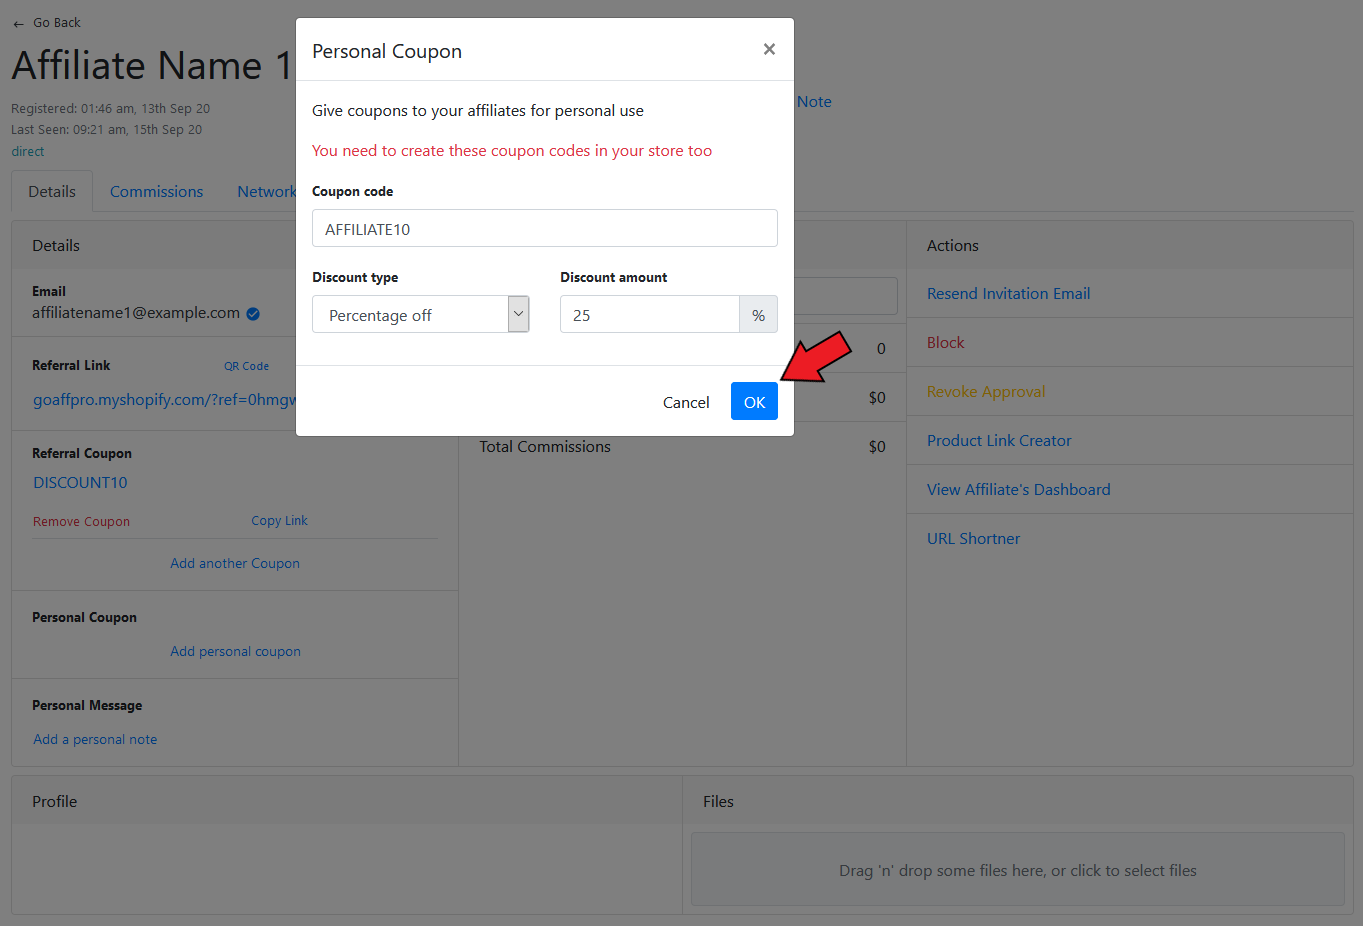 ← Go Back
Affiliate Name 1
Registered: 01:46 am, 13th Sep 20
Last Seen: 09:21 am, 15th Sep 20
direct
Note
Details
Commissions
Network
Personal Coupon
×
Give coupons to your affiliates for personal use
You need to create these coupon codes in your store too
Coupon code
AFFILIATE10
Discount type
Discount amount
Percentage off
25
%
Cancel
OK
Details
Email
affiliatename1@example.com
Referral Link
QR Code
goaffpro.myshopify.com/?ref=0hmgw
Referral Coupon
DISCOUNT10
Remove Coupon
Copy Link
Add another Coupon
Personal Coupon
Add personal coupon
Personal Message
Add a personal note
0
$0
Total Commissions
$0
Actions
Resend Invitation Email
Block
Revoke Approval
Product Link Creator
View Affiliate's Dashboard
URL Shortner
Profile
Files
Drag 'n' drop some files here, or click to select files